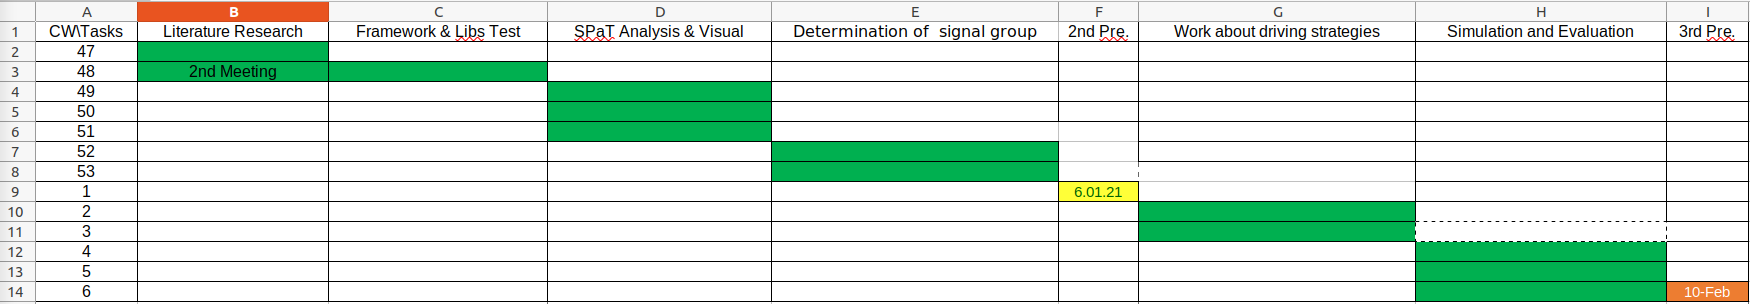 A B C D E F G H I
1 CW\Tasks Literature Research Framework & Libs Test SPaT Analysis & Visual Determination of  signal group 2nd Pre. Work about driving strategies Simulation and Evaluation 3rd Pre.
2 47
3 48 2nd Meeting
4 49
5 50
6 51
7 52
8 53
9 1 6.01.21
10 2
11 3
12 4
13 5
14 6 10-Feb